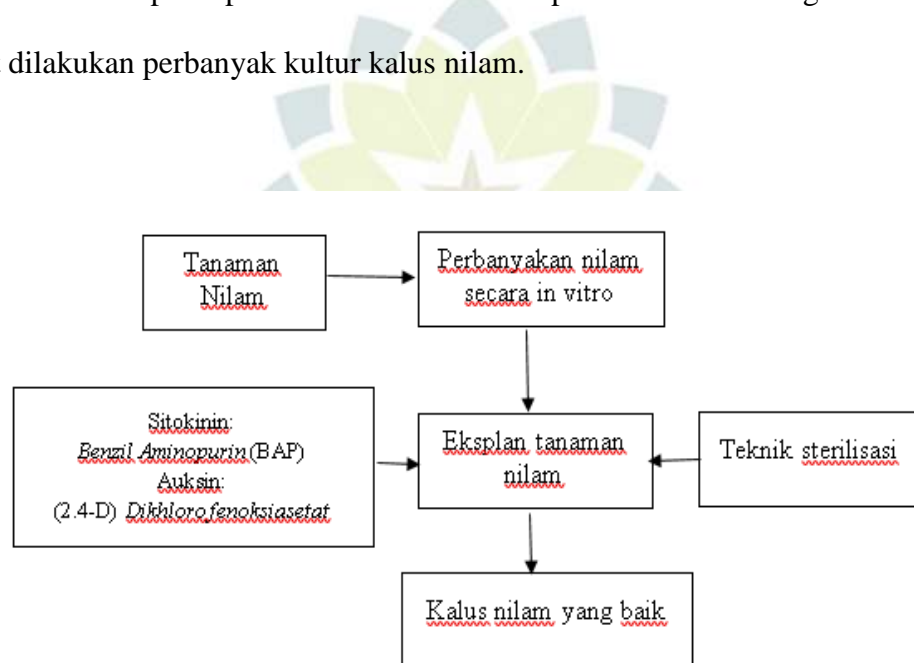 dilakukan perbanyak kultur kalus nilam.
Tanaman
Nilam
Perbanyakan nilam
secara in vitro
Sitokinin:
Benzil Aminopurin (BAP)
Auksin:
(2.4-D) Dikhloro fenoksiasetat
Eksplan tanaman
nilam
Teknik sterilisasi
Kalus nilam yang baik